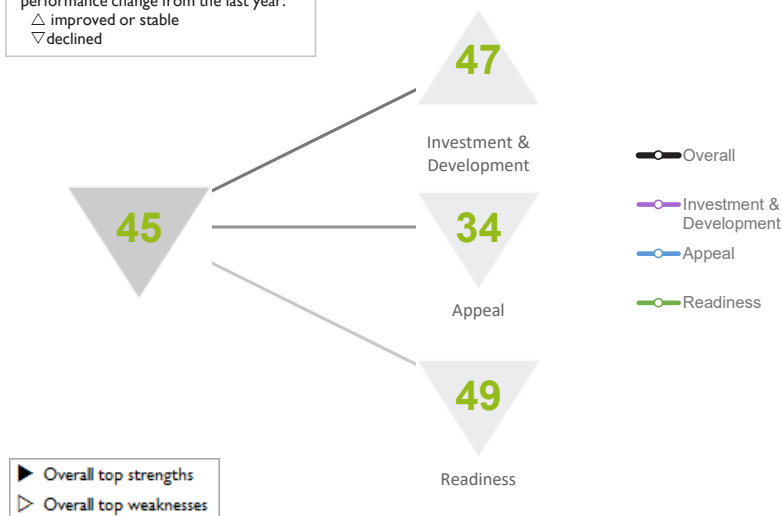 performance change from the last year:
△ improved or stable
▽ declined
47
Investment &
Development
45
34
Appeal
49
Readiness
Overall
Investment &
Development
Appeal
Readiness
▶ Overall top strengths
▷ Overall top weaknesses